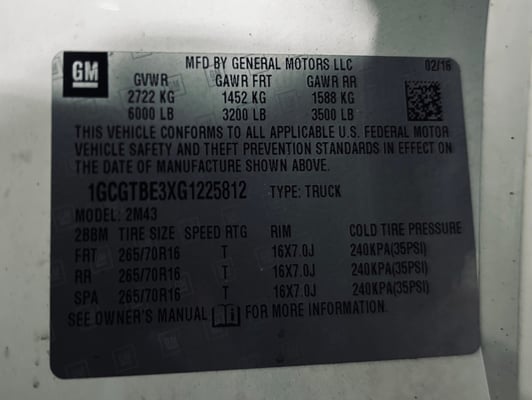 GM MFD BY GENERAL MOTORS LLC 02/16
GVWR GAWR FRT GAWR RR
2722 KG 1452 KG 1588 KG
6000 LB 3200 LB 3500 LB
THIS VEHICLE CONFORMS TO ALL APPLICABLE U.S. FEDERAL MOTOR
VEHICLE SAFETY AND THEFT PREVENTION STANDARDS IN EFFECT ON
THE DATE OF MANUFACTURE SHOWN ABOVE.
1GCGTBE3XG1225812 TYPE: TRUCK
MODEL: 2M43
2BBM TIRE SIZE SPEED RTG RIM COLD TIRE PRESSURE
FRT 265/70R16 T 16X7.0J 240KPA(35PSI)
RR 265/70R16 T 16X7.0J 240KPA(35PSI)
SPA 265/70R16 T 16X7.0J 240KPA(35PSI)
SEE OWNER'S MANUAL FOR MORE INFORMATION.